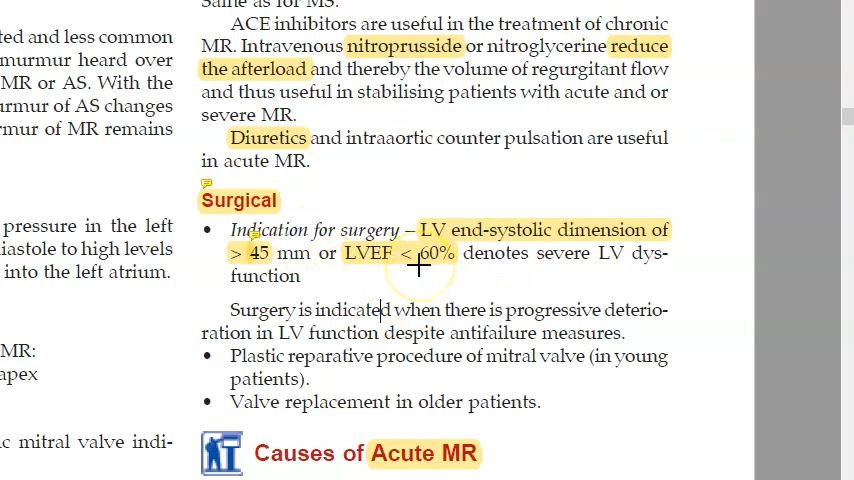 Same as for MS.
ACE inhibitors are useful in the treatment of chronic
MR. Intravenous nitroprusside or nitroglycerine reduce
the afterload and thereby the volume of regurgitant flow
and thus useful in stabilising patients with acute and or
severe MR.
Diuretics and intraaortic counter pulsation are useful
in acute MR.
Surgical
• Indication for surgery – LV end-systolic dimension of
> 45 mm or LVEF < 60% denotes severe LV dys-
function
Surgery is indicated when there is progressive deterio-
ration in LV function despite antifailure measures.
• Plastic reparative procedure of mitral valve (in young
patients).
• Valve replacement in older patients.
Causes of Acute MR
and less common
murmur heard over
MR or AS. With the
of AS changes
of MR remains
pressure in the left
to high levels
into the left atrium.
MR:
apex
mitral valve indi-